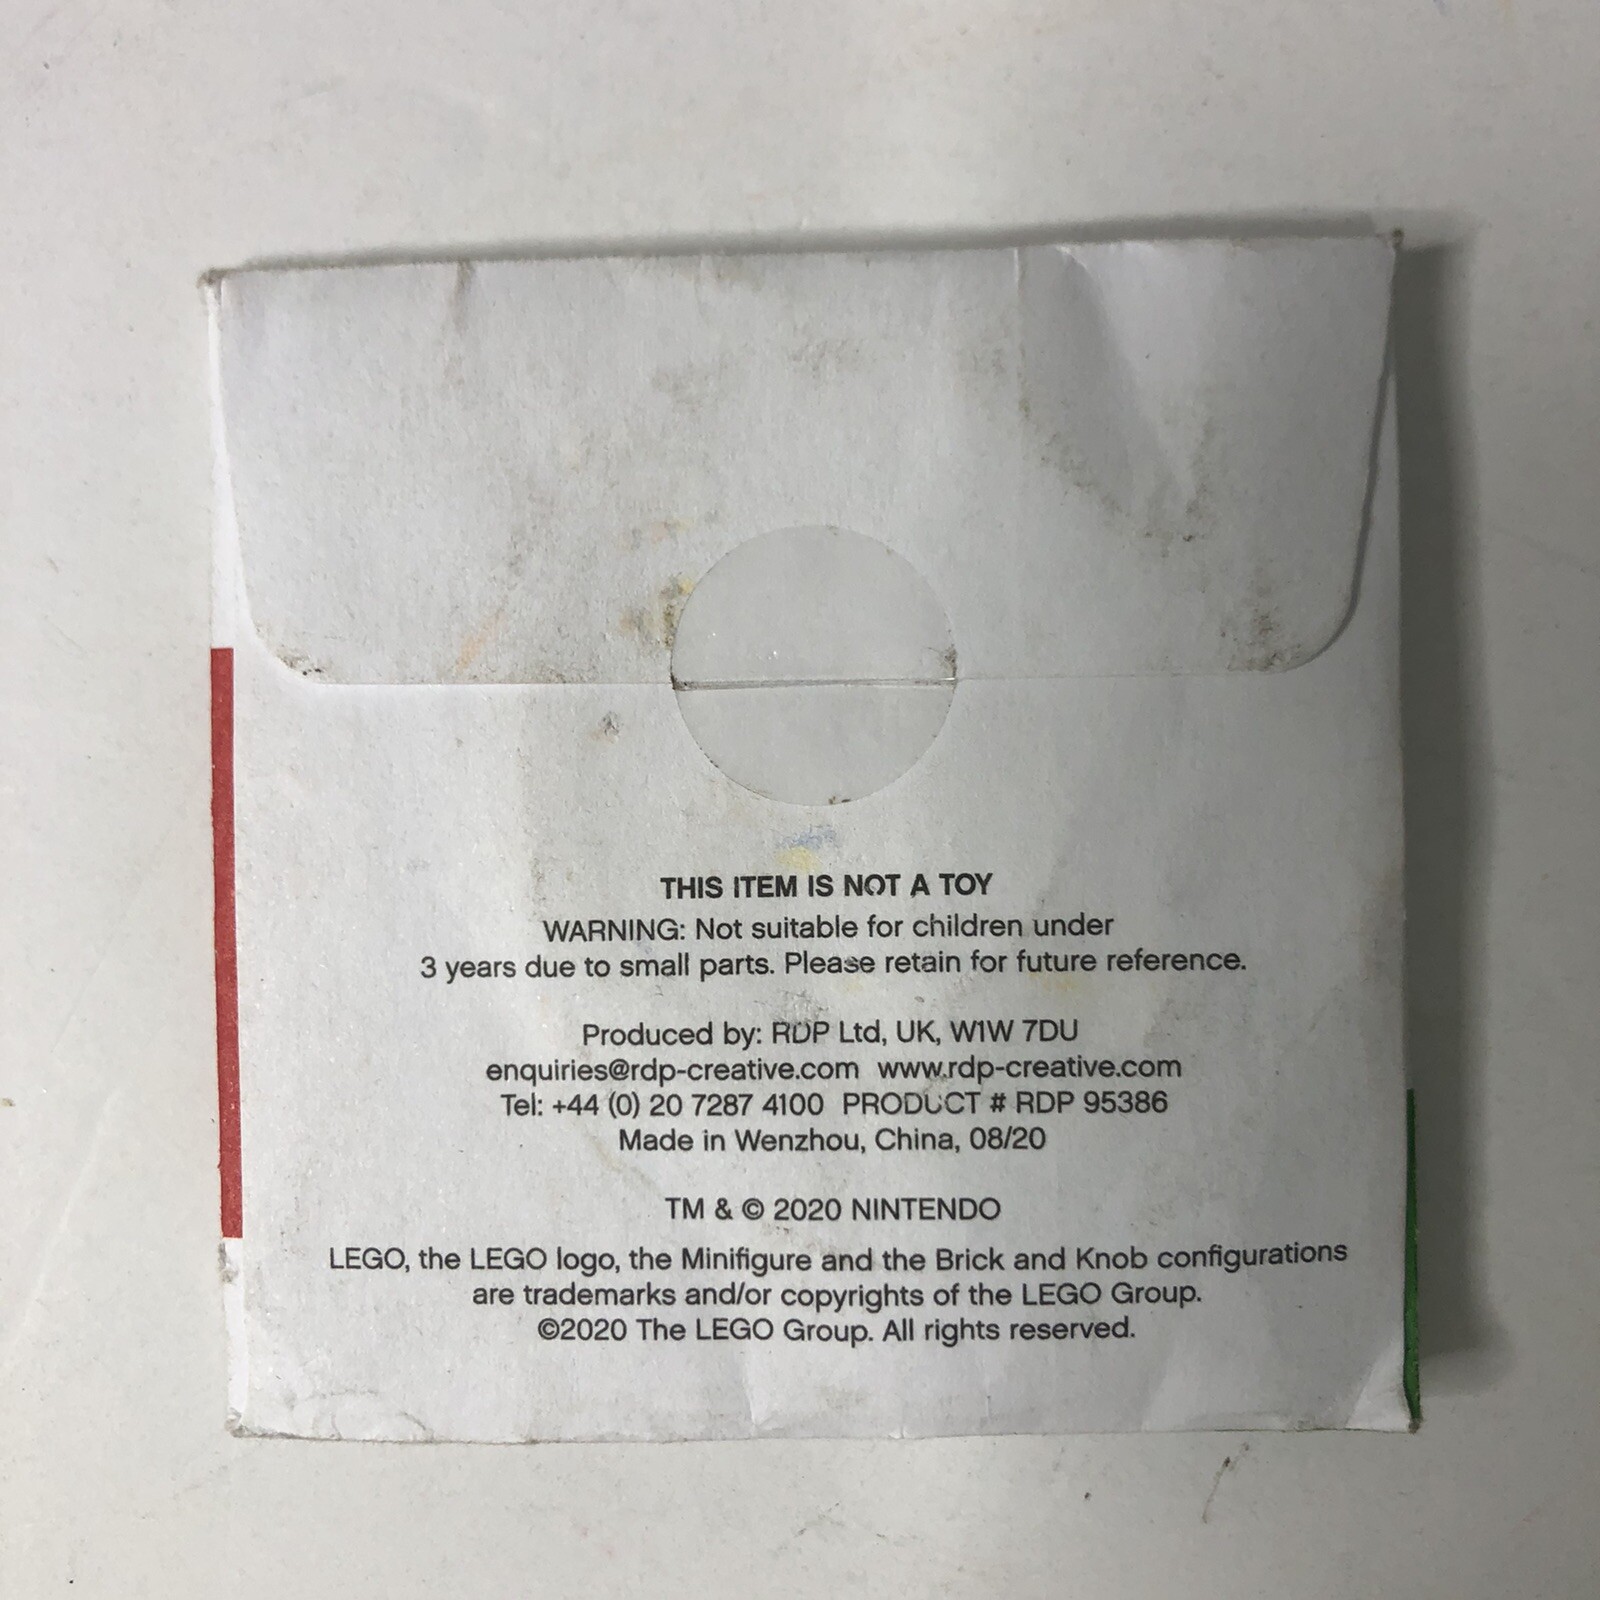 THIS ITEM IS NOT A TOY
WARNING: Not suitable for children under
3 years due to small parts. Please retain for future reference.
Produced by: RDP Ltd, UK, W1W 7DU
enquiries@rdp-creative.com www.rdp-creative.com
Tel: +44 (0) 20 7287 4100 PRODUCT # RDP 95386
Made in Wenzhou, China, 08/20
TM & © 2020 NINTENDO
LEGO, the LEGO logo, the Minifigure and the Brick and Knob configurations
are trademarks and/or copyrights of the LEGO Group.
©2020 The LEGO Group. All rights reserved.